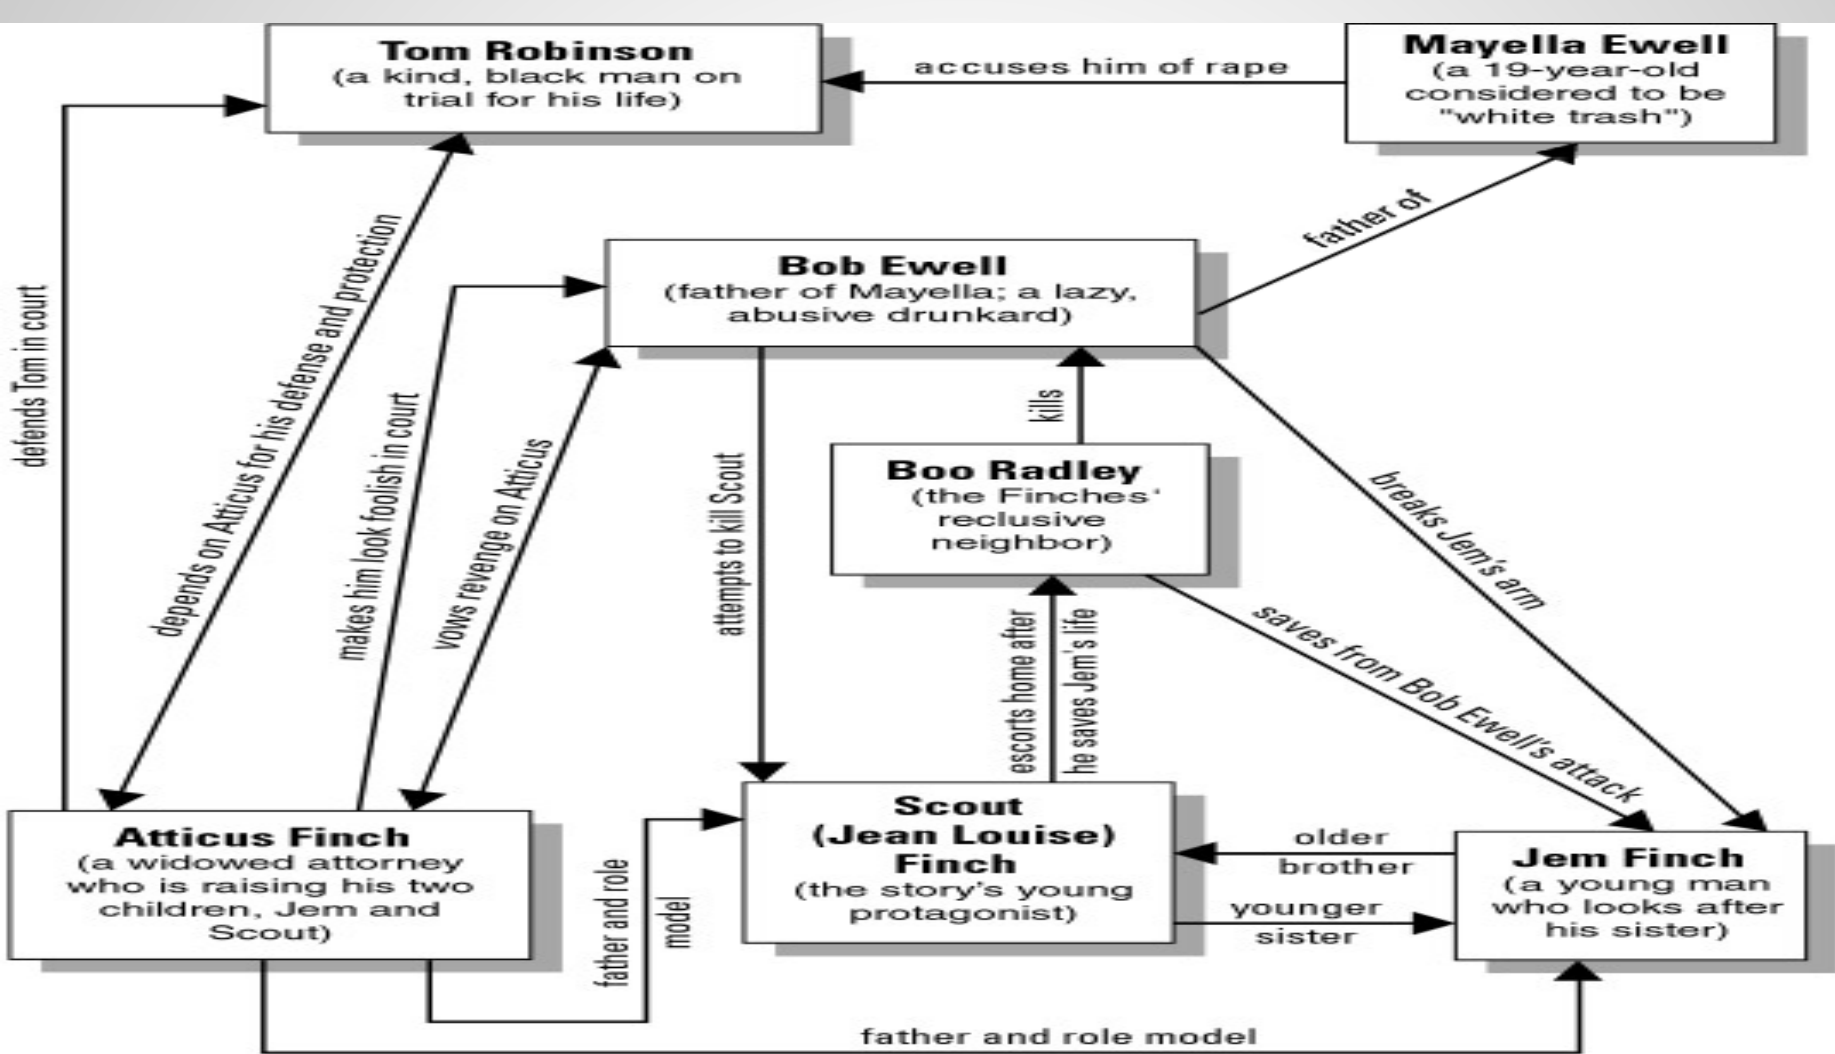 Tom Robinson
(a kind, black man on
trial for his life)
accuses him of rape
Mayella Ewell
(a 19-year-old
considered to be
"white trash")
father of
Bob Ewell
(father of Mayella; a lazy,
abusive drunkard)
defends Tom in court
depends on Atticus for his defense and protection
makes him look foolish in court
vows revenge on Atticus
attempts to kill Scout
kills
Boo Radley
(the Finches'
reclusive
neighbor)
breaks Jem's arm
saves from Bob Ewell's attack
escorts home after
he saves Jem's life
Atticus Finch
(a widowed attorney
who is raising his two
children, Jem and
Scout)
father and role
model
Scout
(Jean Louise)
Finch
(the story's young
protagonist)
older
brother
younger
sister
Jem Finch
(a young man
who looks after
his sister)
father and role model